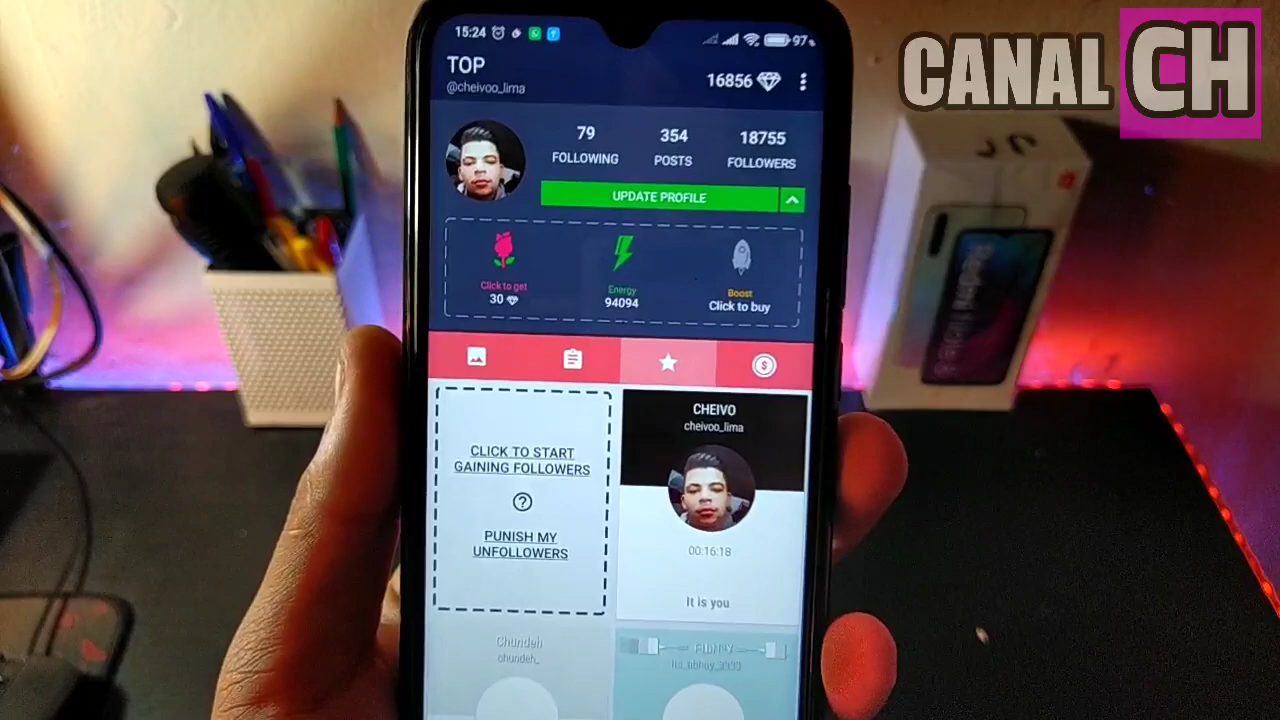 CANAL CH
15:24
97%
TOP
@cheivoo_lima
16856
79
354
18755
FOLLOWING
POSTS
FOLLOWERS
UPDATE PROFILE
Click to get
30
Energy
94094
Boost
Click to buy
CLICK TO START
GAINING FOLLOWERS
PUNISH MY
UNFOLLOWERS
CHEIVO
cheivoo_lima
00:16:18
It is you
Chundeh
chundeh_